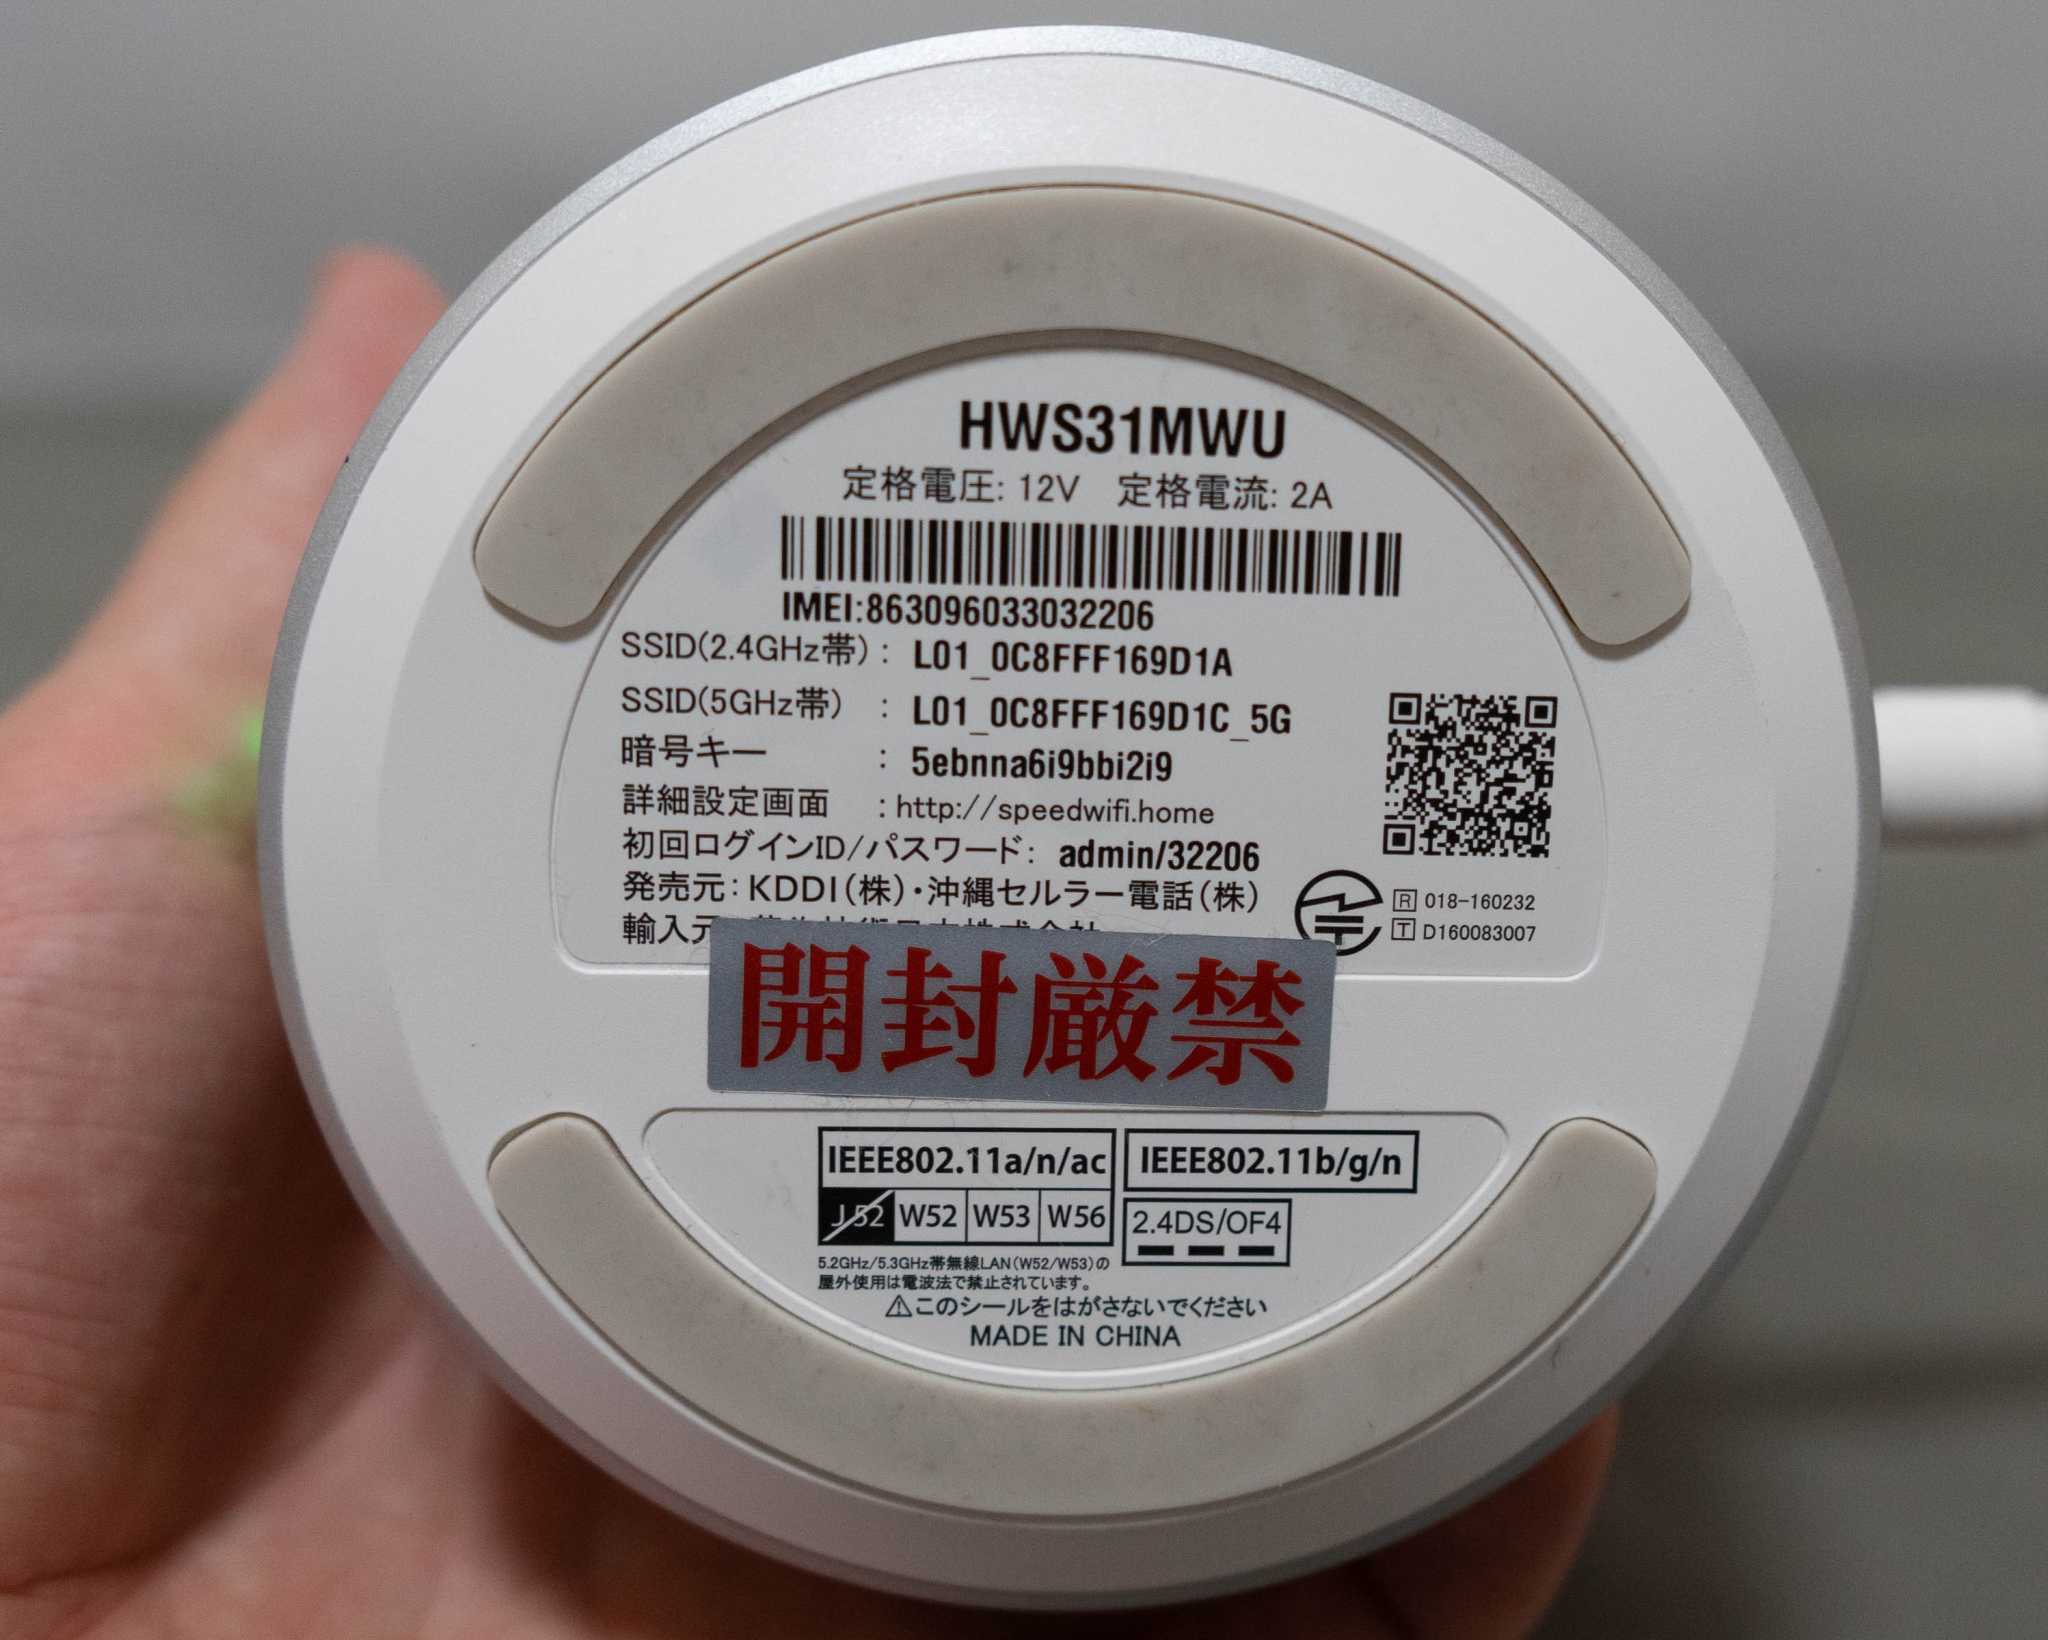 HWS31MWU
定格電圧: 12V 定格電流: 2A
IMEI:863096033032206
SSID(2.4GHz帯) : L01_0C8FFF169D1A
SSID(5GHz帯) : L01_0C8FFF169D1C_5G
暗号キー : 5ebnna6i9bbi2i9
詳細設定画面 : http://speedwifi.home
初回ログインID/パスワード: admin/32206
発売元: KDDI(株)・沖縄セルラー電話(株)
輸入元
R 018-160232
T D160083007
開封厳禁
IEEE802.11a/n/ac
IEEE802.11b/g/n
J52 W52 W53 W56
2.4DS/OF4
5.2GHz/5.3GHz帯無線LAN(W52/W53)の
屋外使用は電波法で禁止されています。
⚠このシールをはがさないでください
MADE IN CHINA